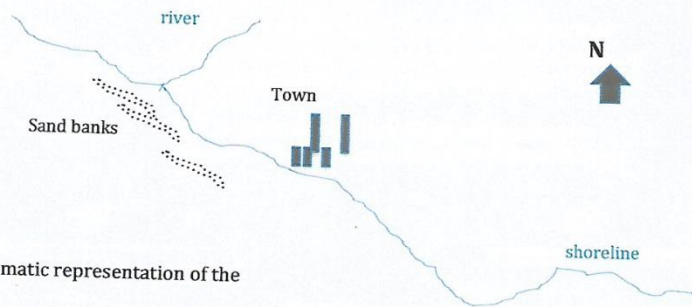 river
N
Town
Sand banks
shoreline
matic representation of the